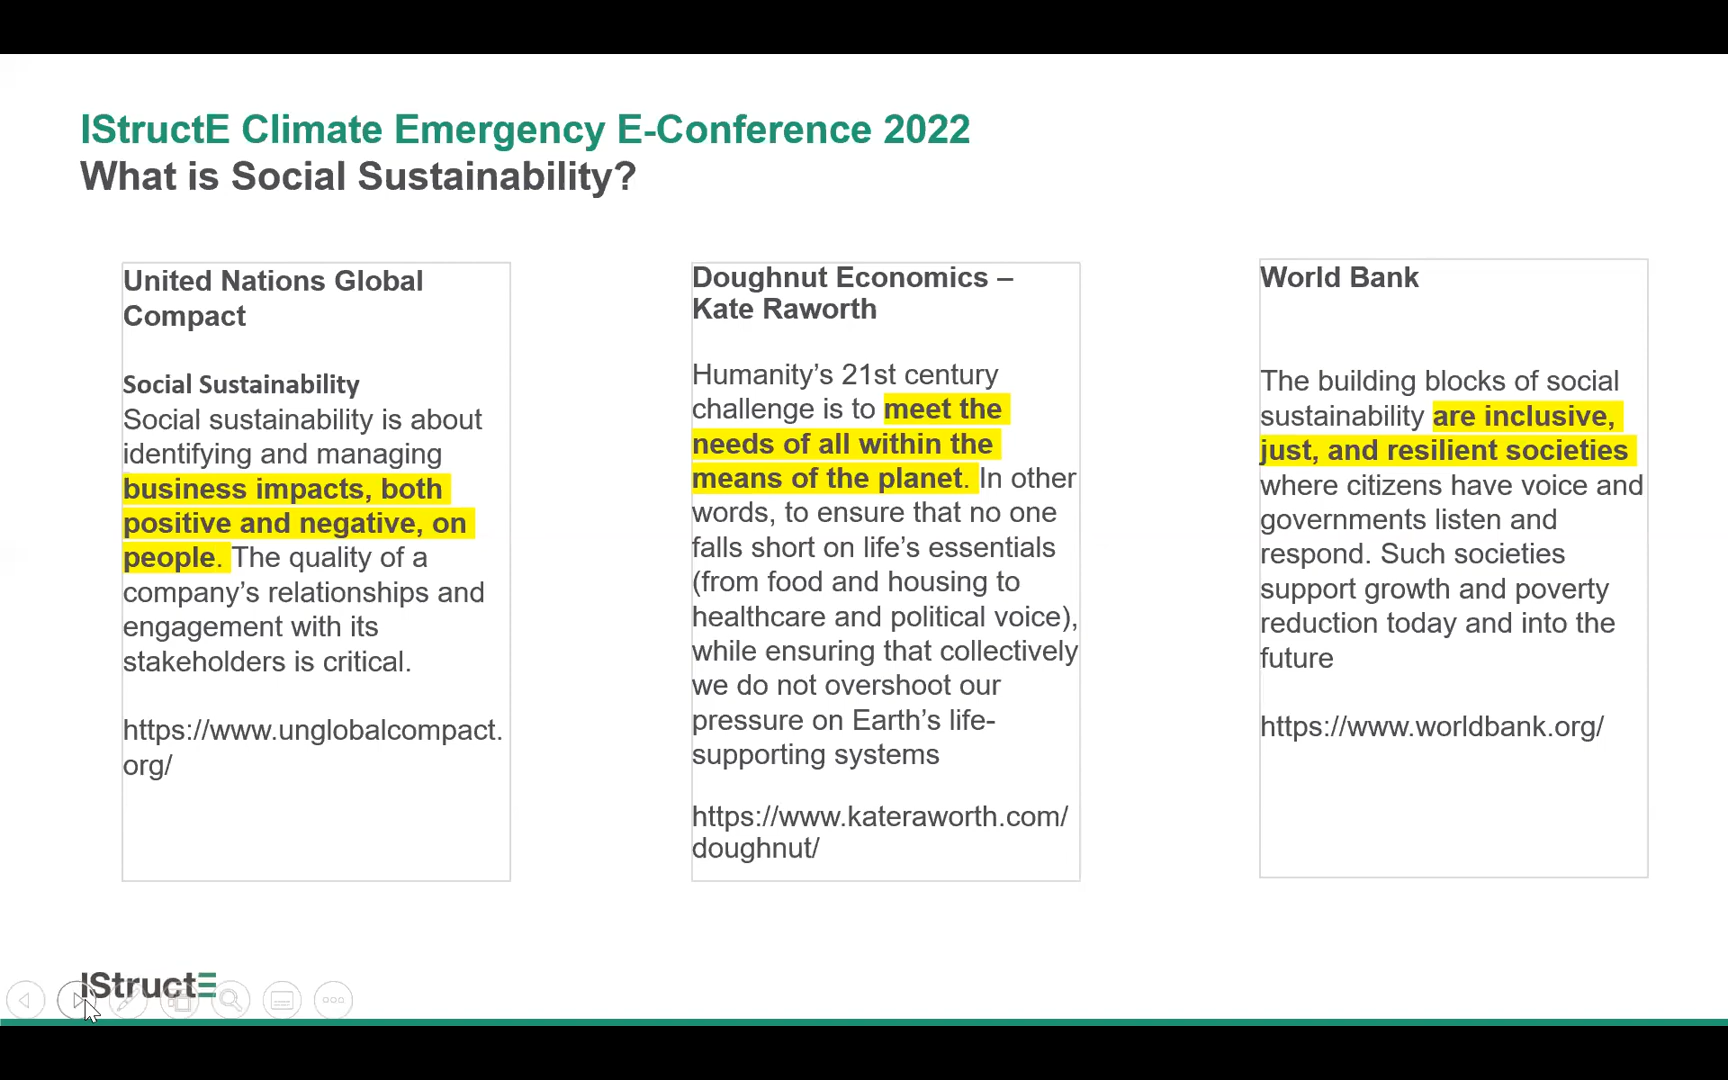 IStructE Climate Emergency E-Conference 2022
What is Social Sustainability?
United Nations Global
Compact
Social Sustainability
Social sustainability is about
identifying and managing
business impacts, both
positive and negative, on
people. The quality of a
company’s relationships and
engagement with its
stakeholders is critical.
https://www.unglobalcompact.
org/
Doughnut Economics –
Kate Raworth
Humanity’s 21st century
challenge is to meet the
needs of all within the
means of the planet. In other
words, to ensure that no one
falls short on life’s essentials
(from food and housing to
healthcare and political voice),
while ensuring that collectively
we do not overshoot our
pressure on Earth’s life-
supporting systems
https://www.kateraworth.com/
doughnut/
World Bank
The building blocks of social
sustainability are inclusive,
just, and resilient societies
where citizens have voice and
governments listen and
respond. Such societies
support growth and poverty
reduction today and into the
future
https://www.worldbank.org/
IStructE